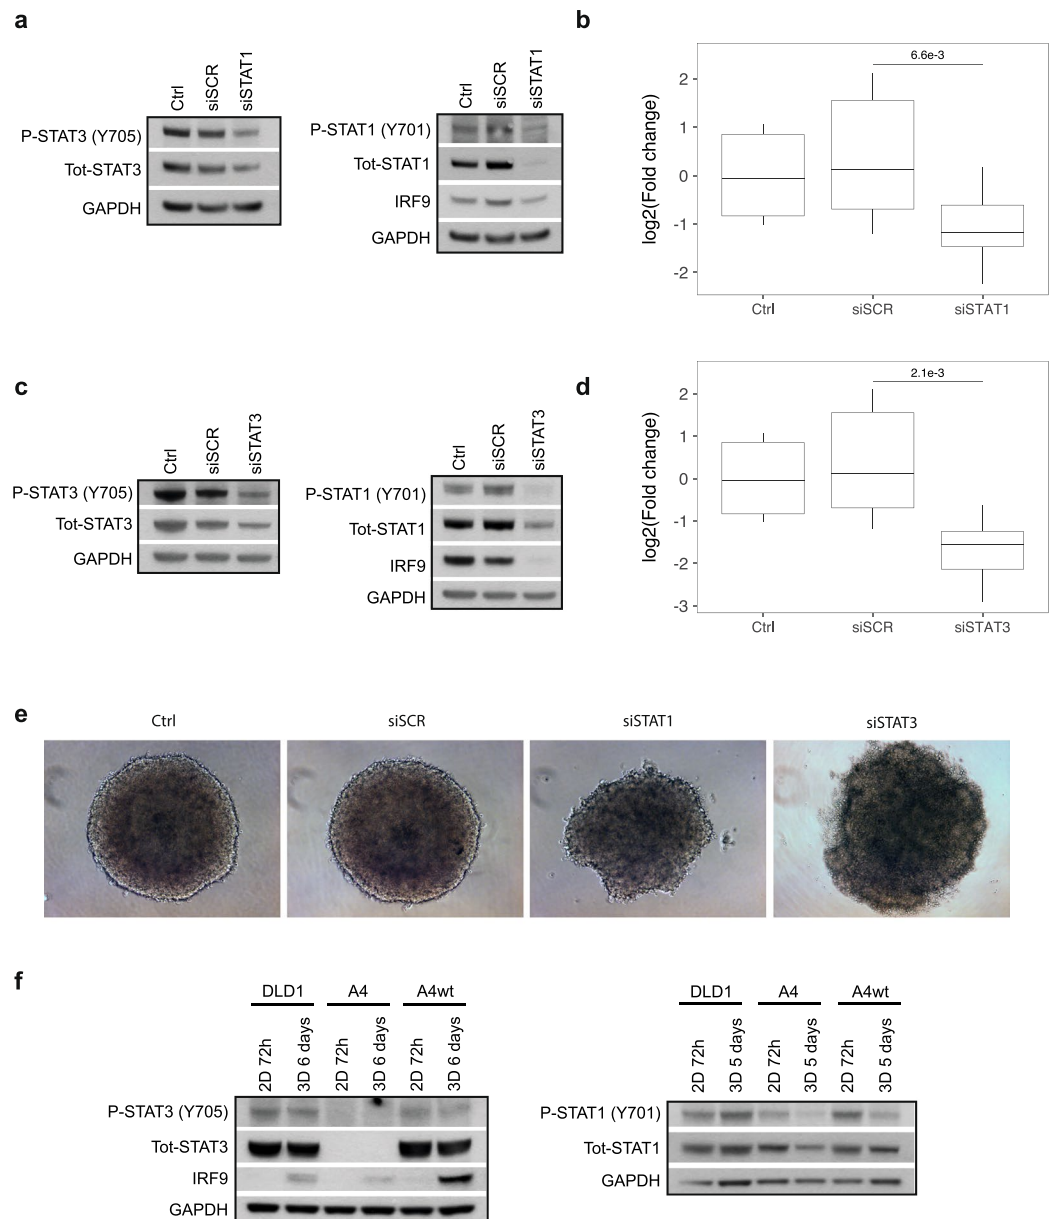 a
Ctrl
siSCR
siSTAT1
P-STAT3 (Y705)
Tot-STAT3
GAPDH
Ctrl
siSCR
siSTAT1
P-STAT1 (Y701)
Tot-STAT1
IRF9
GAPDH
b
log2(Fold change)
2
1
0
-1
-2
6.6e-3
Ctrl
siSCR
siSTAT1
c
Ctrl
siSCR
siSTAT3
P-STAT3 (Y705)
Tot-STAT3
GAPDH
Ctrl
siSCR
siSTAT3
P-STAT1 (Y701)
Tot-STAT1
IRF9
GAPDH
d
log2(Fold change)
2
1
0
-1
-2
-3
2.1e-3
Ctrl
siSCR
siSTAT3
e
Ctrl
siSCR
siSTAT1
siSTAT3
f
DLD1
A4
A4wt
2D 72h
3D 6 days
2D 72h
3D 6 days
2D 72h
3D 6 days
P-STAT3 (Y705)
Tot-STAT3
IRF9
GAPDH
DLD1
A4
A4wt
2D 72h
3D 5 days
2D 72h
3D 5 days
2D 72h
3D 5 days
P-STAT1 (Y701)
Tot-STAT1
GAPDH